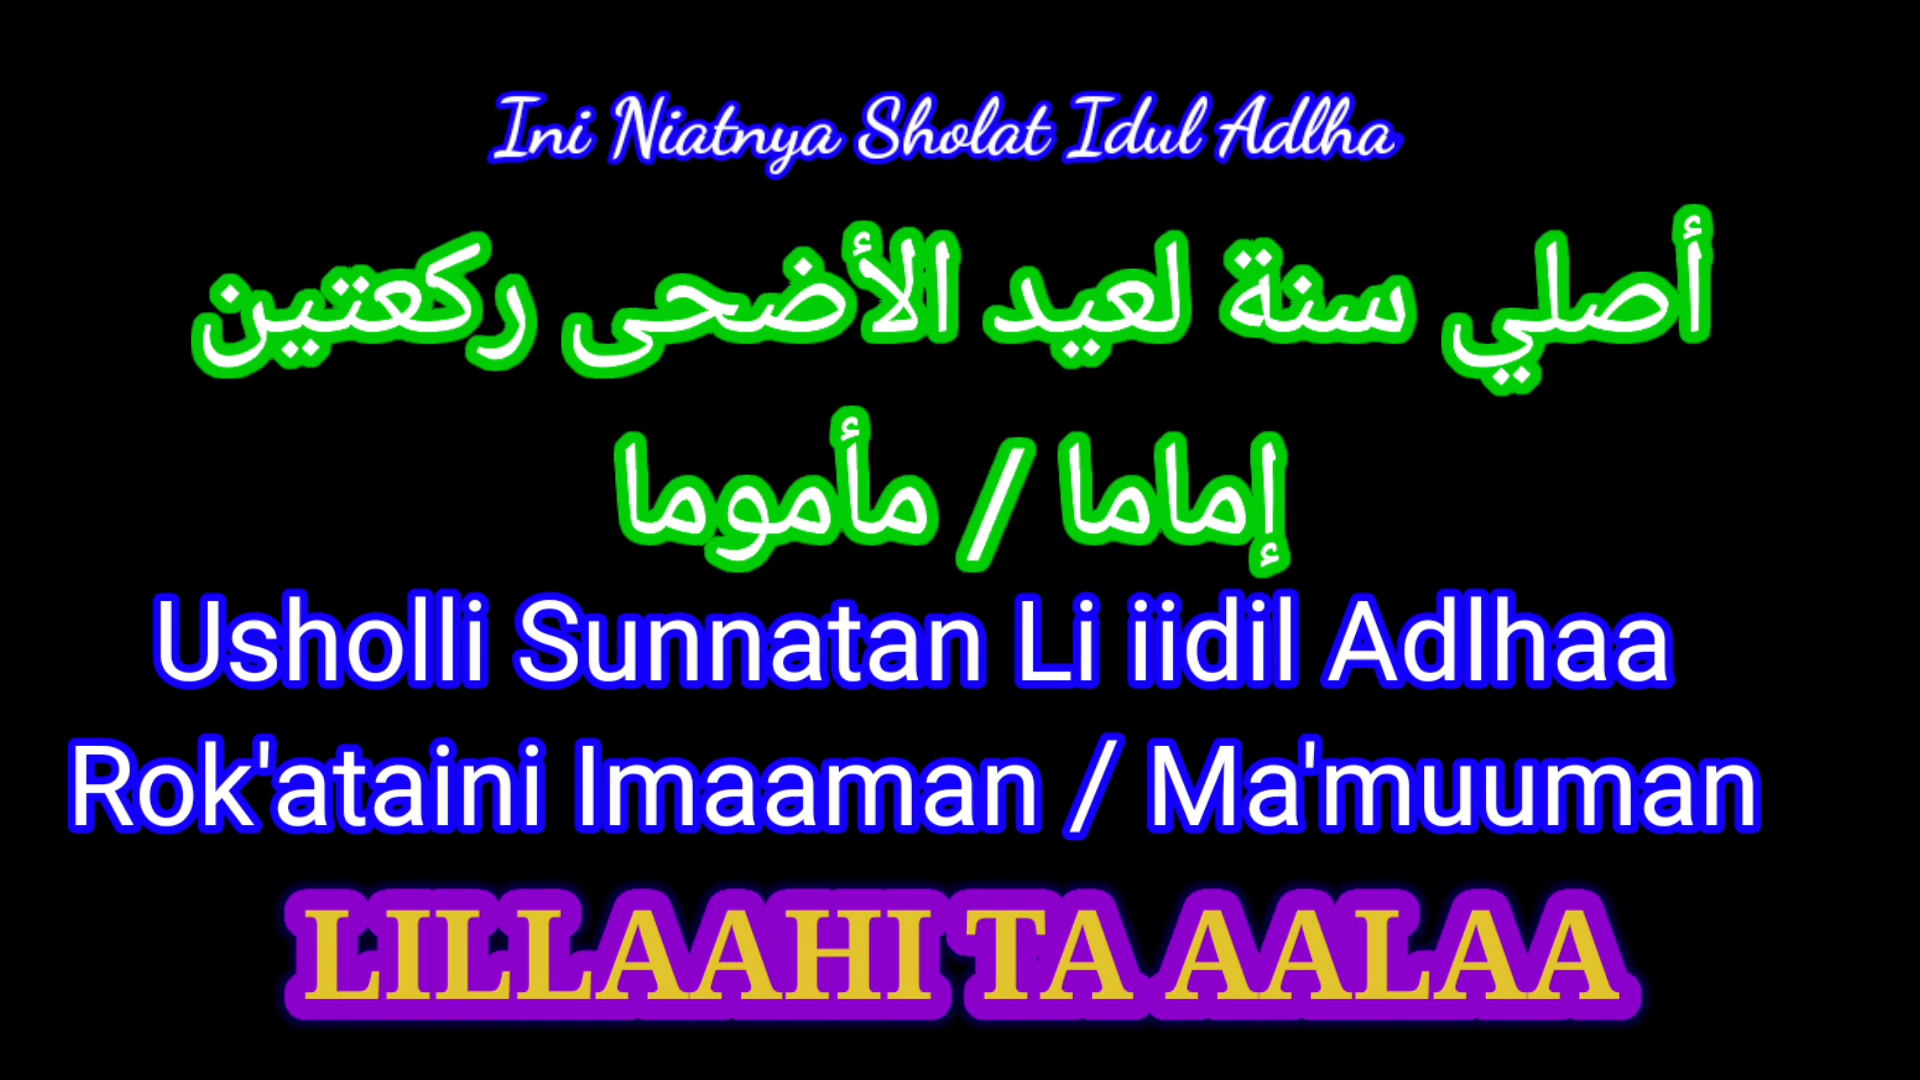 Ini Niatnya Sholat Idul Adlha
أصلي سنة لعيد الأضحى ركعتين
إماما / مأموما
Usholli Sunnatan Li iidil Adlhaa
Rok'ataini Imaaman / Ma'muuman
LILLAAHI TA AALAA